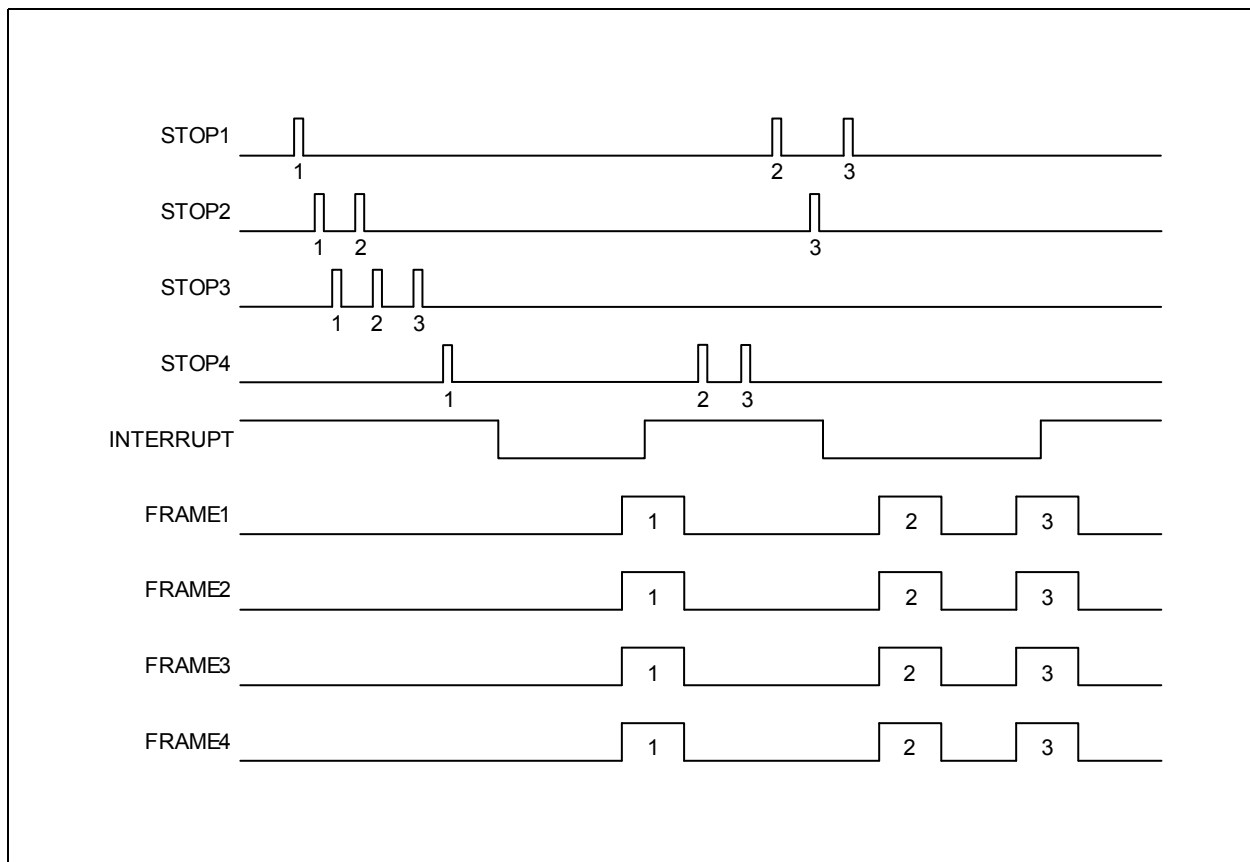 STOP1
1 2 3
STOP2
1 2 3
STOP3
1 2 3
STOP4
1 2 3
INTERRUPT
FRAME1 1 2 3
FRAME2 1 2 3
FRAME3 1 2 3
FRAME4 1 2 3